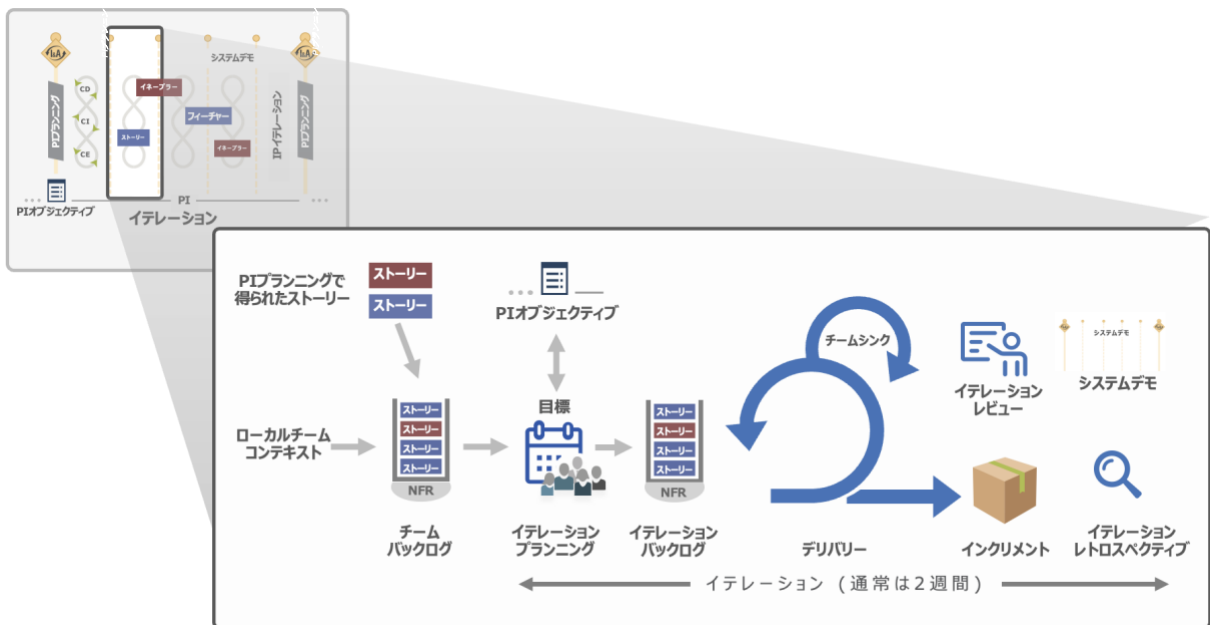 システムデモ
イネーブラー
フィーチャー
ストーリー
イネーブラー
PIプランニング
CD
CI
CE
IPイテレーション
PIプランニング
PI
PIオブジェクティブ
イテレーション
PIプランニングで
得られたストーリー
ストーリー
ストーリー
PIオブジェクティブ
チームシンク
システムデモ
イテレーション
レビュー
システムデモ
ローカルチーム
コンテキスト
ストーリー
ストーリー
ストーリー
ストーリー
NFR
目標
ストーリー
ストーリー
ストーリー
ストーリー
NFR
チーム
バックログ
イテレーション
プランニング
イテレーション
バックログ
デリバリー
インクリメント
イテレーション
レトロスペクティブ
イテレーション (通常は2週間)